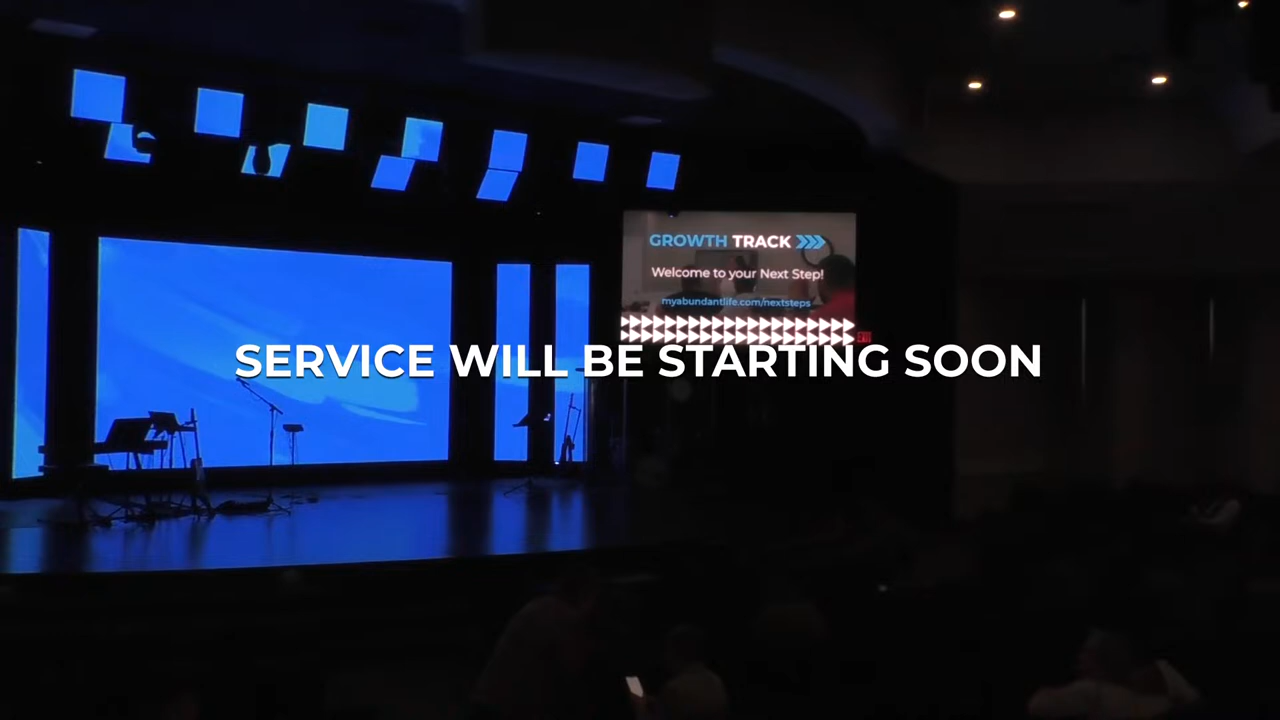 GROWTH TRACK
Welcome to your Next Step!
myabundantlife.com/nextsteps
SERVICE WILL BE STARTING SOON